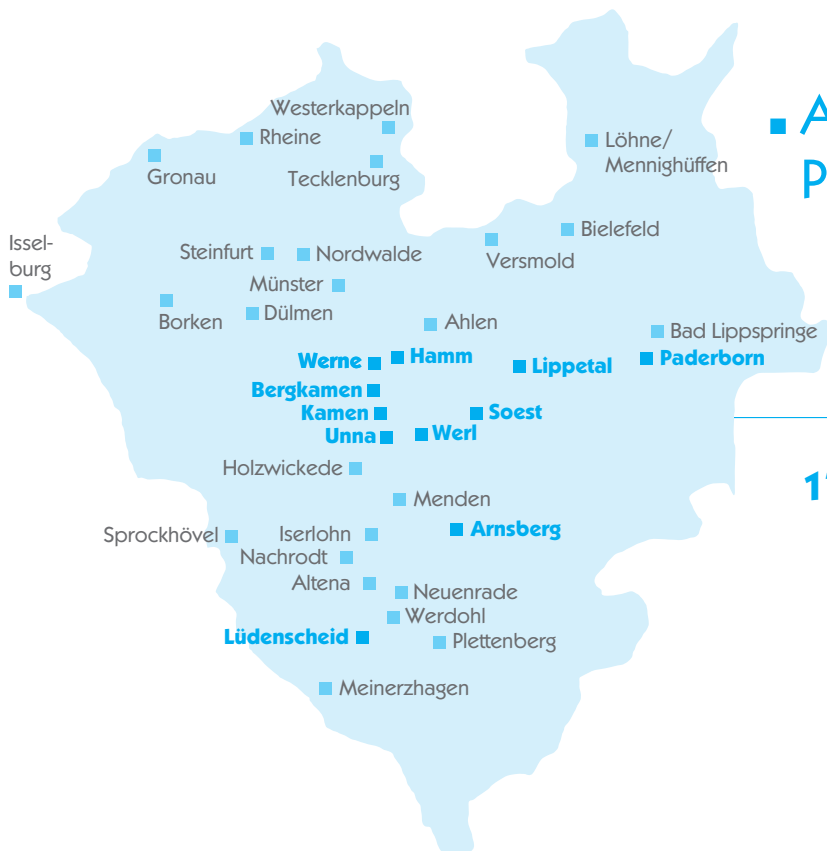 Westerkappeln
Rheine
Gronau
Tecklenburg
Löhne/
Mennighüffen
Bielefeld
Versmold
Issel-
burg
Steinfurt
Nordwalde
Münster
Borken
Dülmen
Ahlen
Bad Lippspringe
Werne
Hamm
Lippetal
Paderborn
Bergkamen
Kamen
Soest
Unna
Werl
Holzwickede
Menden
Sprockhövel
Iserlohn
Arnsberg
Nachrodt
Altena
Neuenrade
Werdohl
Lüdenscheid
Plettenberg
Meinerzhagen